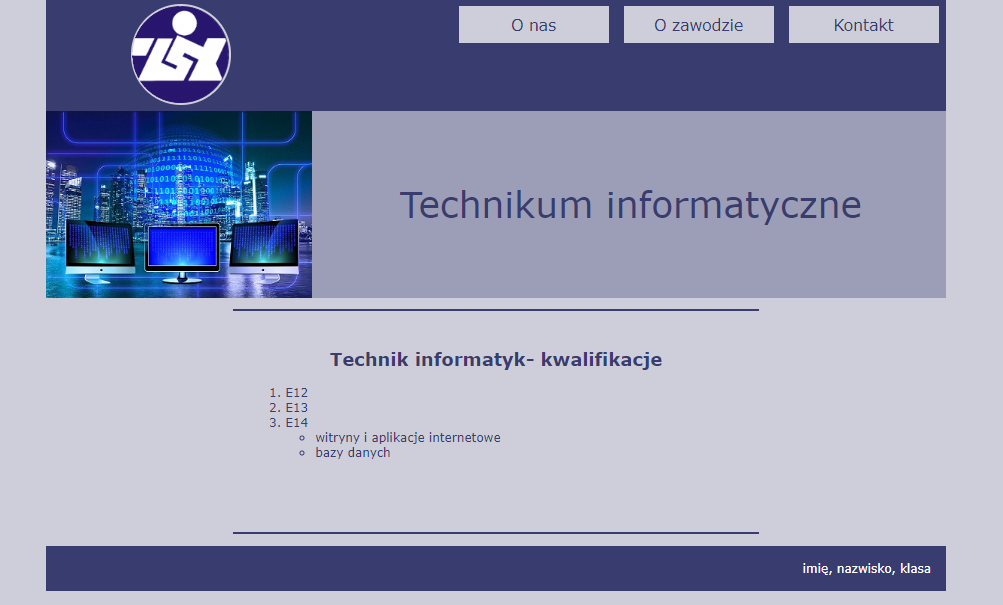 O nas
O zawodzie
Kontakt
Technikum informatyczne
Technik informatyk- kwalifikacje
1. E12
2. E13
3. E14
witryny i aplikacje internetowe
bazy danych
imię, nazwisko, klasa